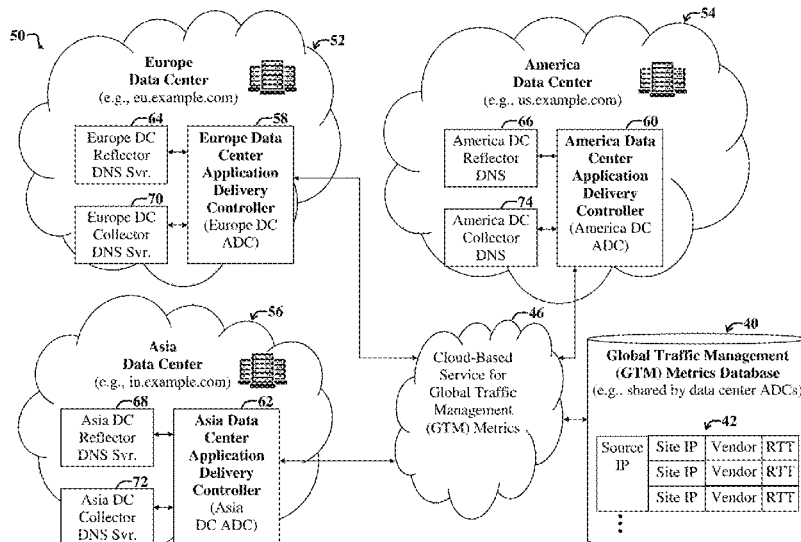 50
52
Europe
Data Center
(e.g., eu.example.com)
64
Europe DC
Reflector
DNS Svr.
58
Europe Data
Center
Application
Delivery
Controller
(Europe DC
ADC)
70
Europe DC
Collector
DNS Svr.
54
America
Data Center
(e.g., us.example.com)
66
America DC
Reflector
DNS
60
America Data
Center
Application
Delivery
Controller
(America DC
ADC)
74
America DC
Collector
DNS
56
Asia
Data Center
(e.g., in.example.com)
68
Asia DC
Reflector
DNS Svr.
62
Asia Data
Center
Application
Delivery
Controller
(Asia
DC ADC)
72
Asia DC
Collector
DNS Svr.
46
Cloud-Based
Service for
Global Traffic
Management
(GTM) Metrics
40
Global Traffic Management
(GTM) Metrics Database
(e.g., shared by data center ADCs)
42
Source
IP
Site IP Vendor RTT
Site IP Vendor RTT
Site IP Vendor RTT